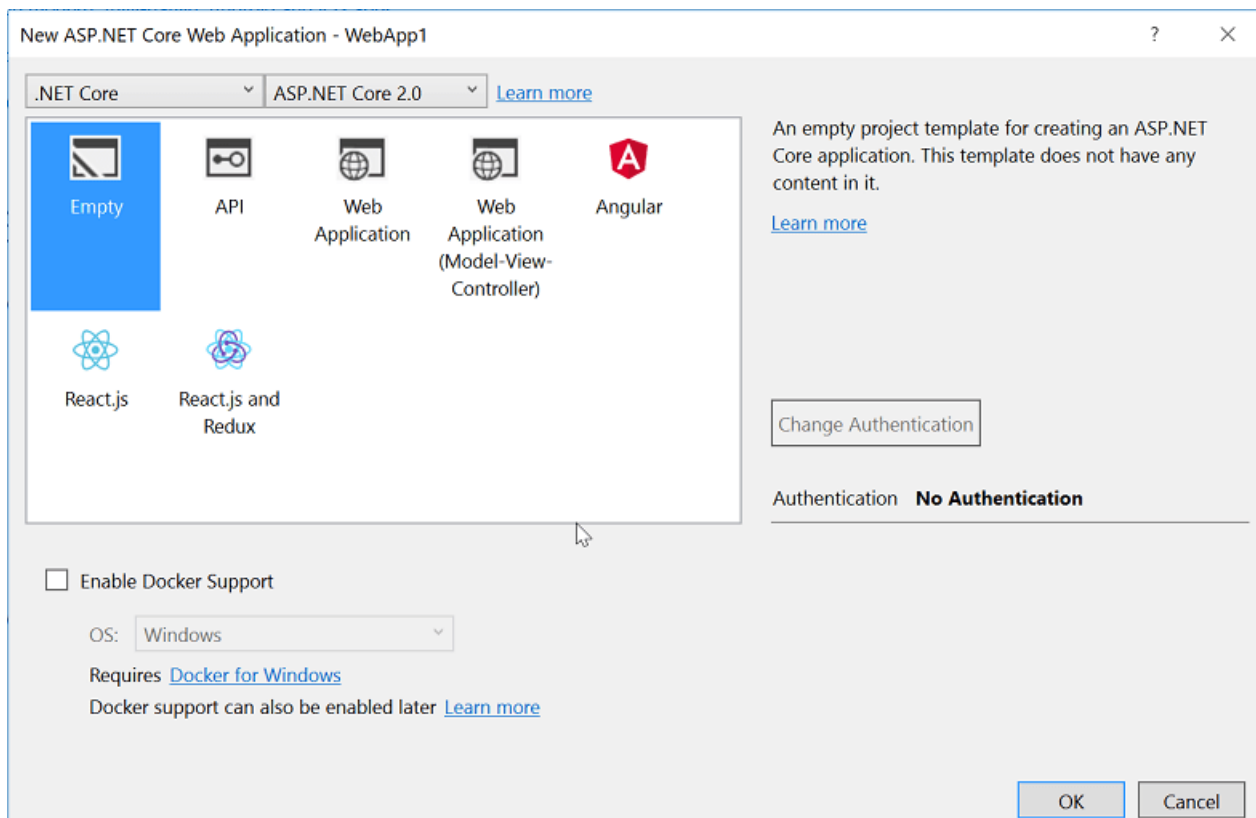 New ASP.NET Core Web Application - WebApp1
?
.NET Core
ASP.NET Core 2.0
Learn more
Empty
API
Web
Application
Web
Application
(Model-View-
Controller)
Angular
React.js
React.js and
Redux
An empty project template for creating an ASP.NET
Core application. This template does not have any
content in it.
Learn more
Change Authentication
Authentication No Authentication
Enable Docker Support
OS: Windows
Requires Docker for Windows
Docker support can also be enabled later Learn more
OK
Cancel